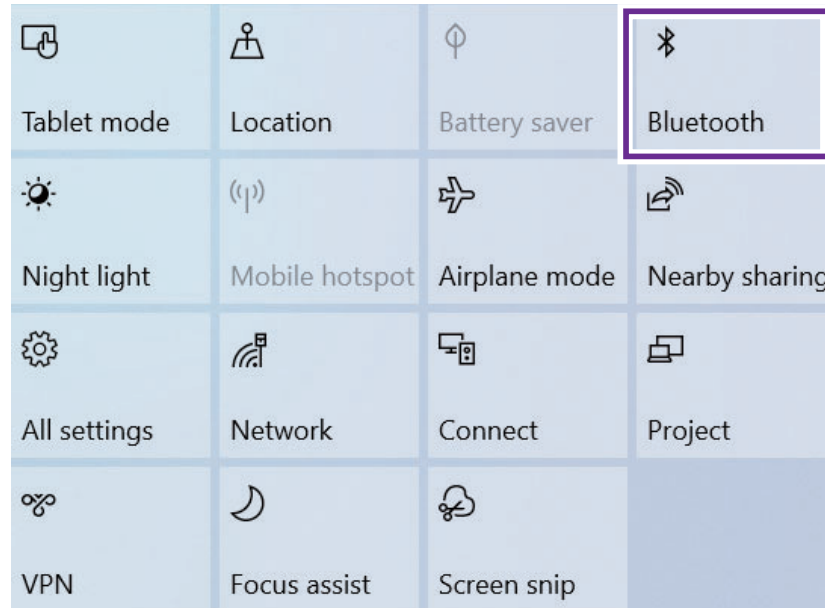 Tablet mode
Location
Battery saver
Bluetooth
Night light
Mobile hotspot
Airplane mode
Nearby sharing
All settings
Network
Connect
Project
VPN
Focus assist
Screen snip